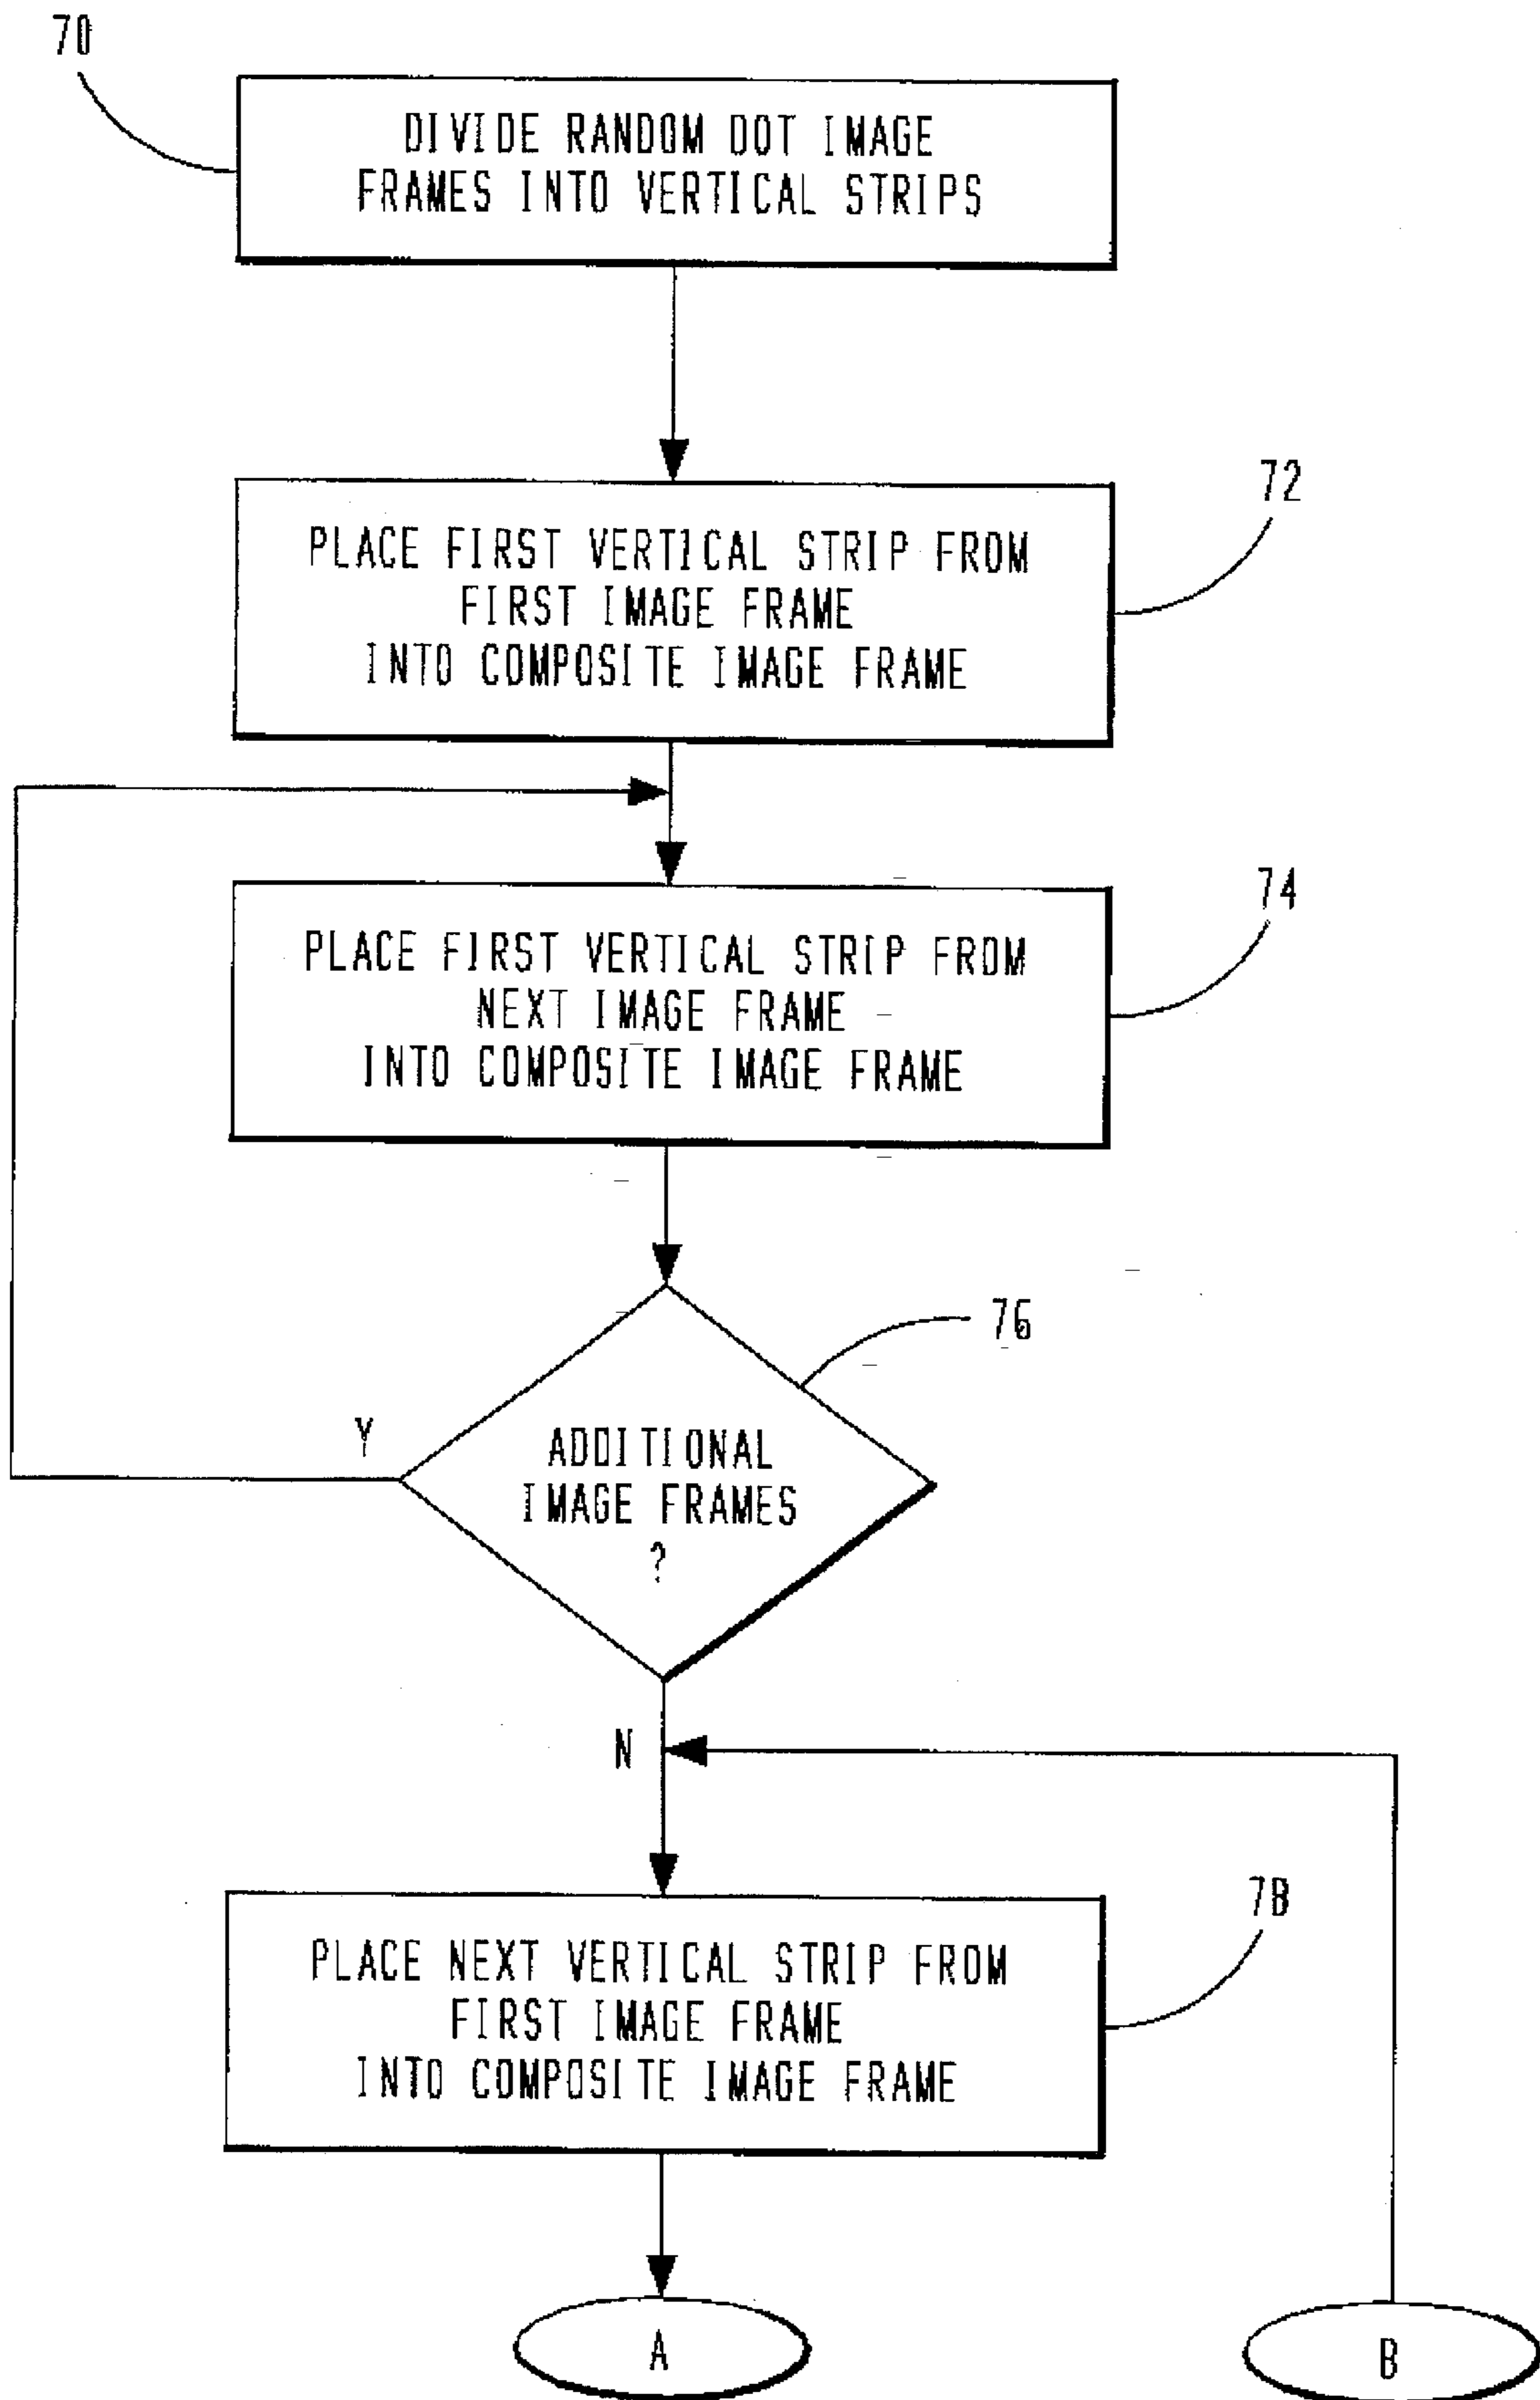 70
DIVIDE RANDOM DOT IMAGE
FRAMES INTO VERTICAL STRIPS
72
PLACE FIRST VERTICAL STRIP FROM
FIRST IMAGE FRAME
INTO COMPOSITE IMAGE FRAME
74
PLACE FIRST VERTICAL STRIP FROM
NEXT IMAGE FRAME
INTO COMPOSITE IMAGE FRAME
76
Y
ADDITIONAL
IMAGE FRAMES
?
N
78
PLACE NEXT VERTICAL STRIP FROM
FIRST IMAGE FRAME
INTO COMPOSITE IMAGE FRAME
A
B